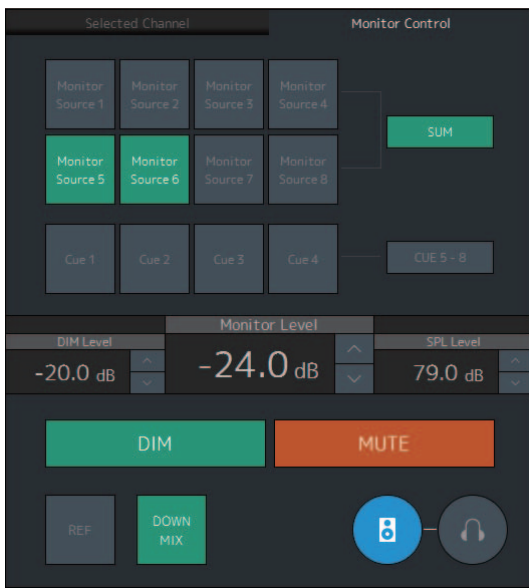 Selected Channel
Monitor Control
Monitor
Source 1
Monitor
Source 2
Monitor
Source 3
Monitor
Source 4
SUM
Monitor
Source 5
Monitor
Source 6
Monitor
Source 7
Monitor
Source 8
Cue 1
Cue 2
Cue 3
Cue 4
CUE 5 - 8
Monitor Level
DIM Level
SPL Level
-20.0 dB
-24.0 dB
79.0 dB
DIM
MUTE
REF
DOWN
MIX